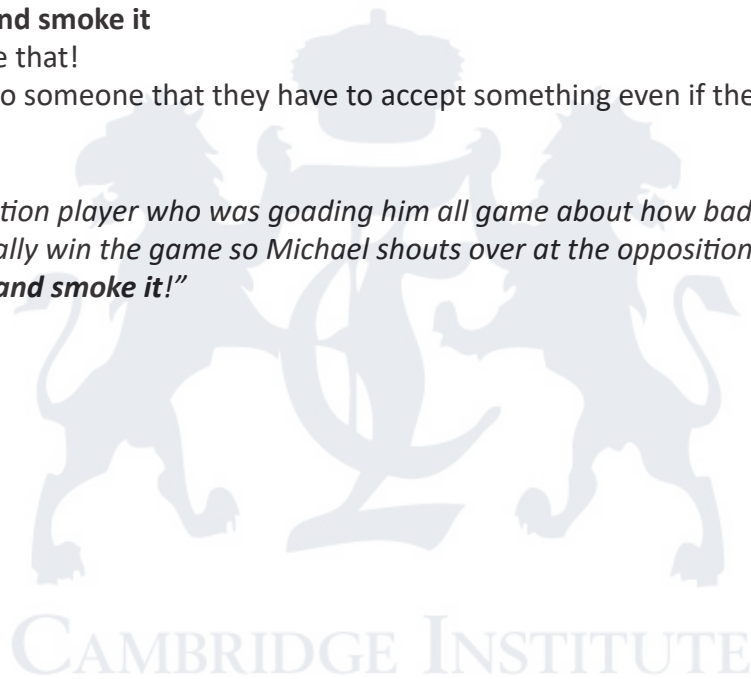 nd smoke it
e that!
o someone that they have to accept something even if the
tion player who was goading him all game about how bad
ally win the game so Michael shouts over at the opposition
and smoke it!”
CAMBRIDGE INSTITUTE